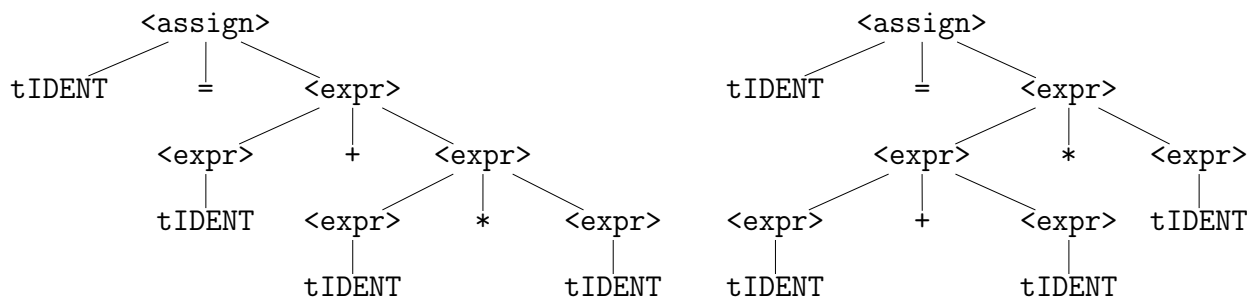 <assign> <assign>
tIDENT = <expr> tIDENT = <expr>
<expr> + <expr> <expr> * <expr>
tIDENT <expr> * <expr> <expr> + <expr> tIDENT
tIDENT tIDENT tIDENT tIDENT